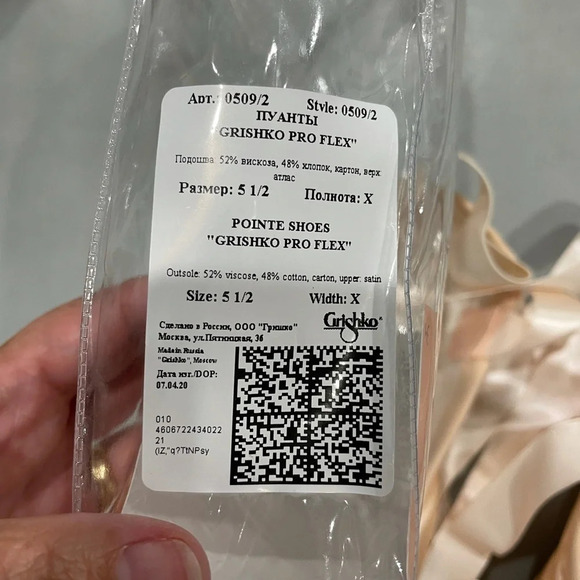 Арт.: 0509/2 Style: 0509/2
ПУАНТЫ
"GRISHKO PRO FLEX"
Подошва: 52% вискоза, 48% хлопок, картон, верх:
атлас
Размер: 5 1/2 Полнота: X
POINTE SHOES
"GRISHKO PRO FLEX"
Outsole: 52% viscose, 48% cotton, carton, upper: satin
Size: 5 1/2 Width: X
Сделано в России, ООО "Гришко"
Москва, ул.Пятницкая, 36
Grishko®
Made in Russia
"Grishko", Moscow
Дата изг./DOP:
07.04.20
010
4606722434022
21
(iZ,"q?TtNPsy